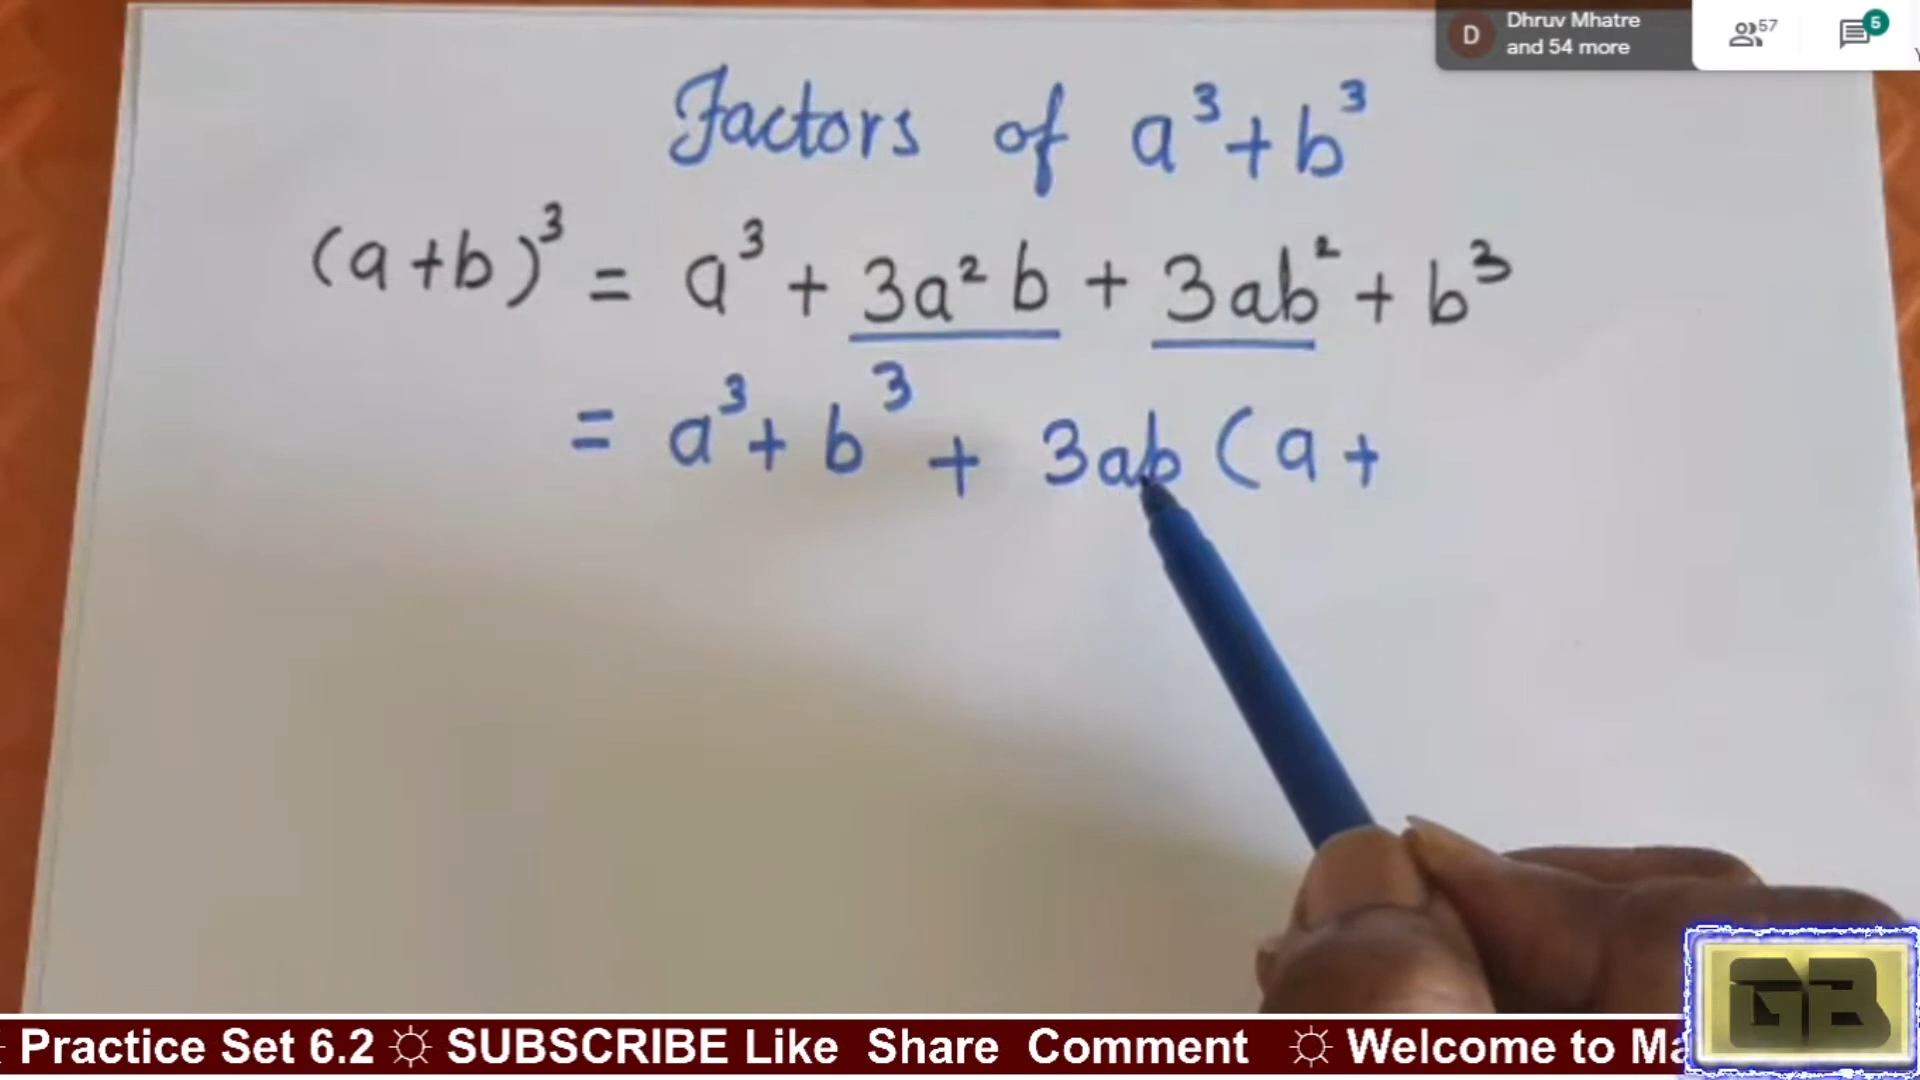 Dhruv Mhatre
and 54 more
D
57
5
Factors of a³+b³
(a+b)³ = a³ + 3a²b + 3ab² + b³
= a³+ b³ + 3ab (a +
Practice Set 6.2 ☼ SUBSCRIBE Like Share Comment ☼ Welcome to Ma
GB